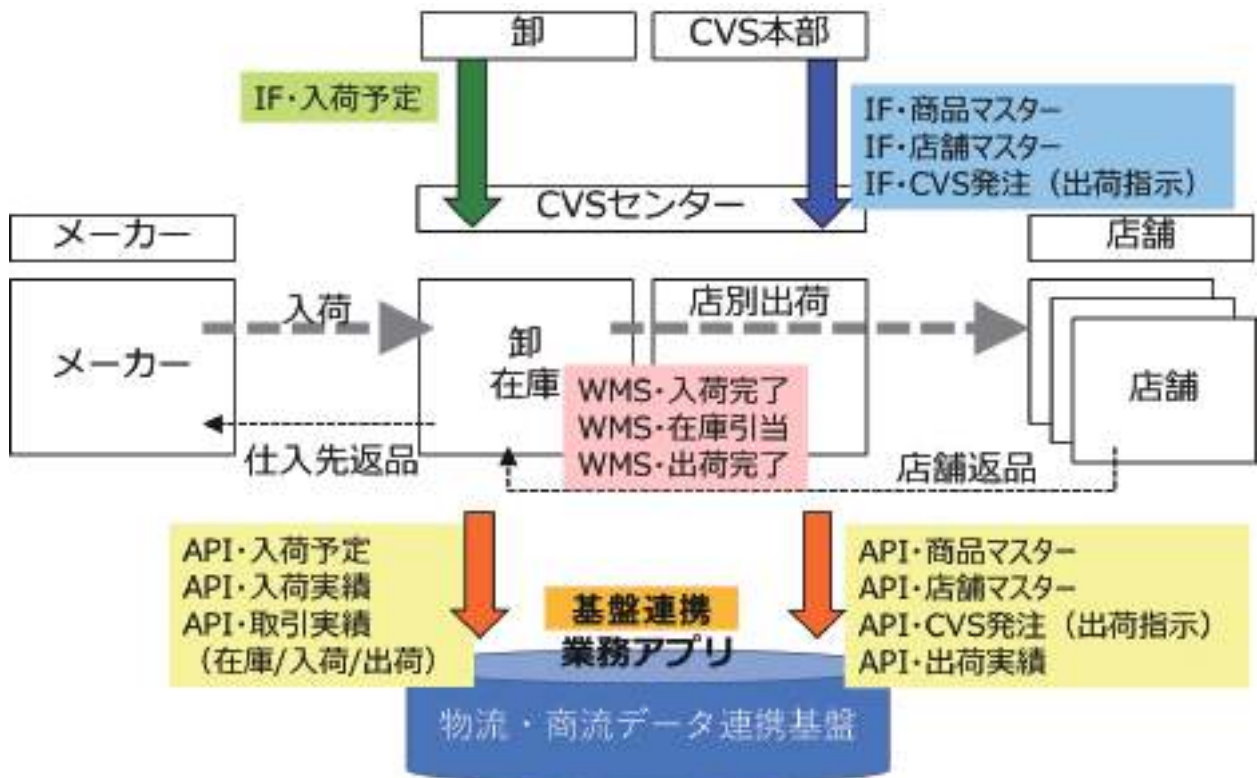 卸
CVS本部
IF・入荷予定
IF・商品マスター
IF・店舗マスター
IF・CVS発注（出荷指示）
CVSセンター
メーカー
店舗
入荷
店別出荷
メーカー
卸
在庫
店舗
WMS・入荷完了
WMS・在庫引当
WMS・出荷完了
仕入先返品
店舗返品
API・入荷予定
API・入荷実績
API・取引実績
（在庫/入荷/出荷）
基盤連携
業務アプリ
API・商品マスター
API・店舗マスター
API・CVS発注（出荷指示）
API・出荷実績
物流・商流データ連携基盤